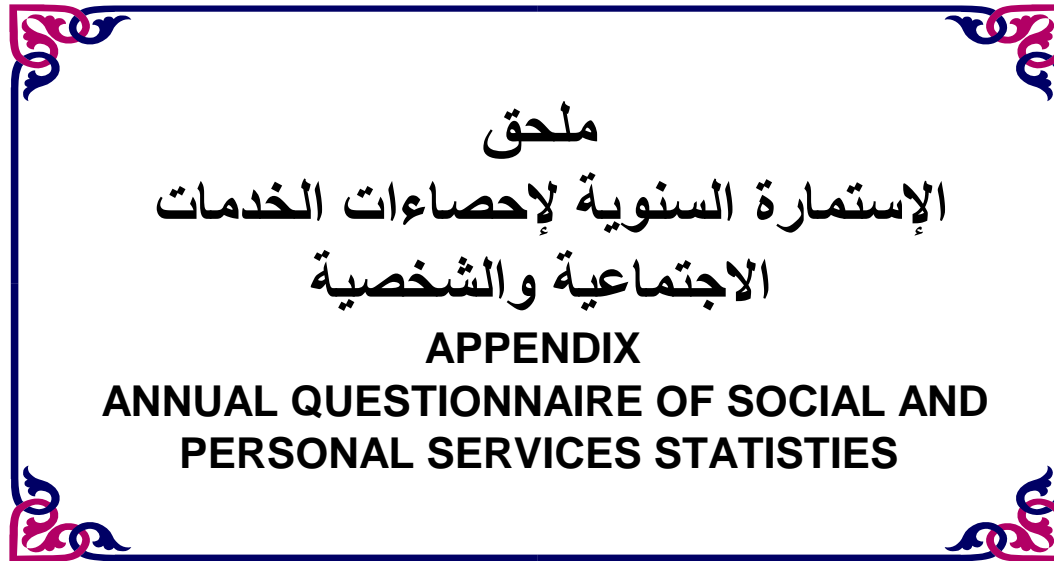 ملحق
الإستمارة السنوية لإحصاءات الخدمات
الاجتماعية والشخصية
APPENDIX
ANNUAL QUESTIONNAIRE OF SOCIAL AND
PERSONAL SERVICES STATISTIES